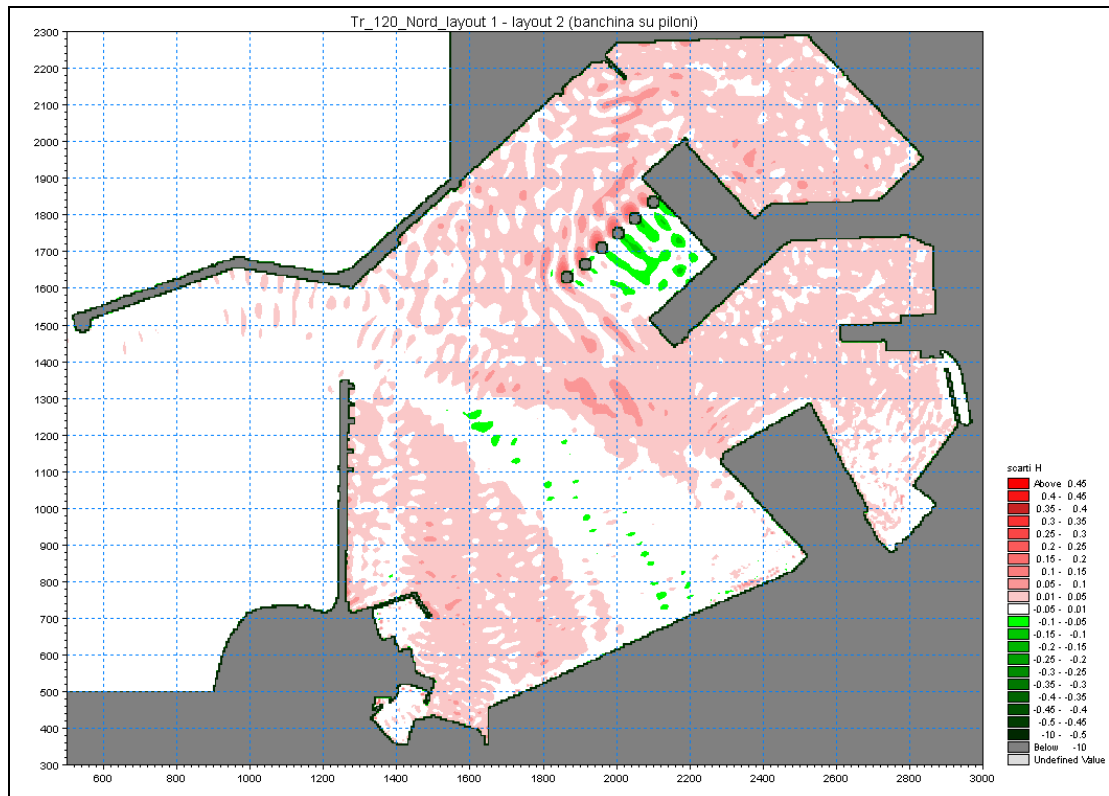 Tr_120_Nord_layout 1 - layout 2 (banchina su piloni)
2300
2200
2100
2000
1900
1800
1700
1600
1500
1400
1300
1200
1100
1000
900
800
700
600
500
400
300
600 800 1000 1200 1400 1600 1800 2000 2200 2400 2600 2800 3000
scarti H
Above 0.45
0.4 - 0.45
0.35 - 0.4
0.3 - 0.35
0.25 - 0.3
0.2 - 0.25
0.15 - 0.2
0.1 - 0.15
0.05 - 0.1
0.01 - 0.05
-0.05 - 0.01
-0.1 - -0.05
-0.15 - -0.1
-0.2 - -0.15
-0.25 - -0.2
-0.3 - -0.25
-0.35 - -0.3
-0.4 - -0.35
-0.45 - -0.4
-0.5 - -0.45
-10 - -0.5
Below -10
Undefined Value